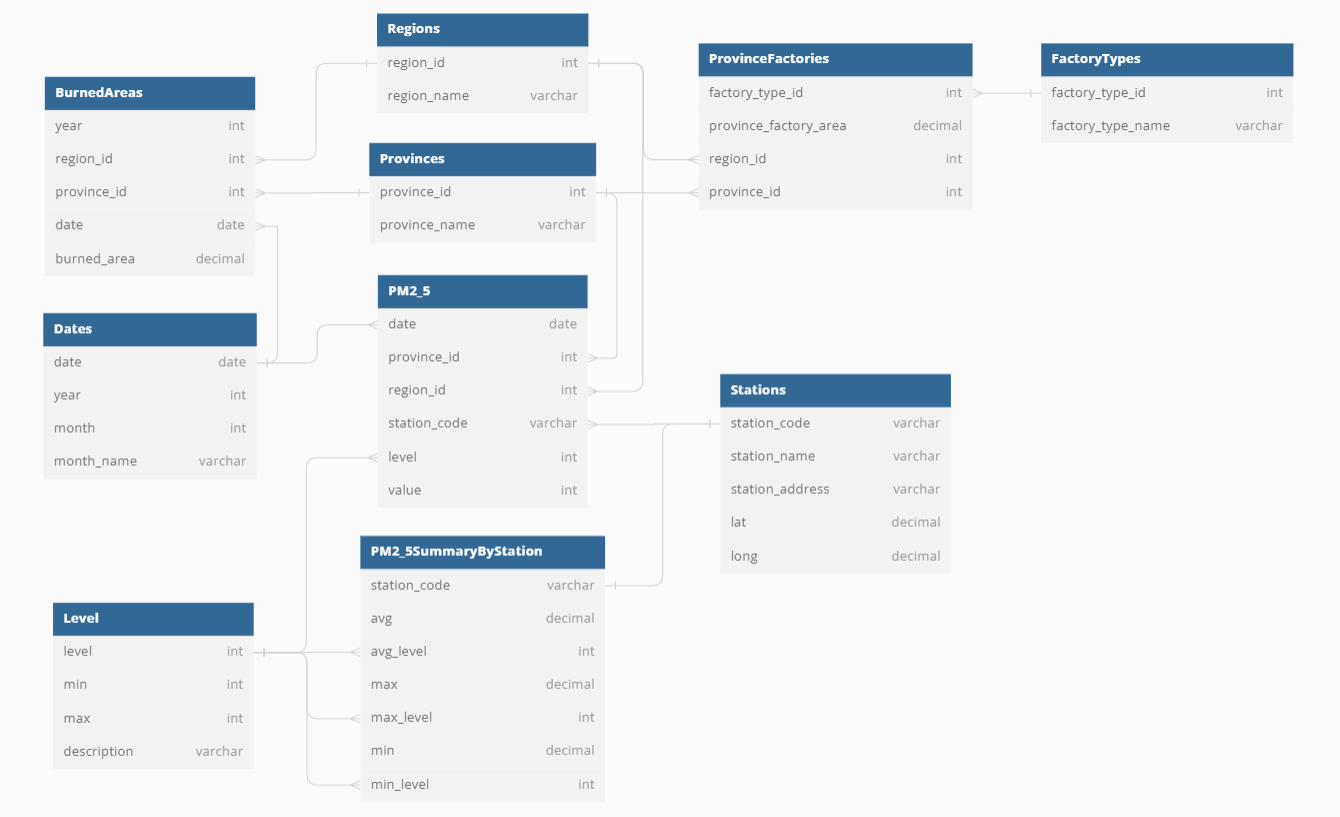 Regions
region_id int
region_name varchar
BurnedAreas
year int
region_id int
province_id int
date date
burned_area decimal
Provinces
province_id int
province_name varchar
ProvinceFactories
factory_type_id int
province_factory_area decimal
region_id int
province_id int
FactoryTypes
factory_type_id int
factory_type_name varchar
Dates
date date
year int
month int
month_name varchar
PM2_5
date date
province_id int
region_id int
station_code varchar
level int
value int
Stations
station_code varchar
station_name varchar
station_address varchar
lat decimal
long decimal
PM2_5SummaryByStation
station_code varchar
avg decimal
avg_level int
max decimal
max_level int
min decimal
min_level int
Level
level int
min int
max int
description varchar